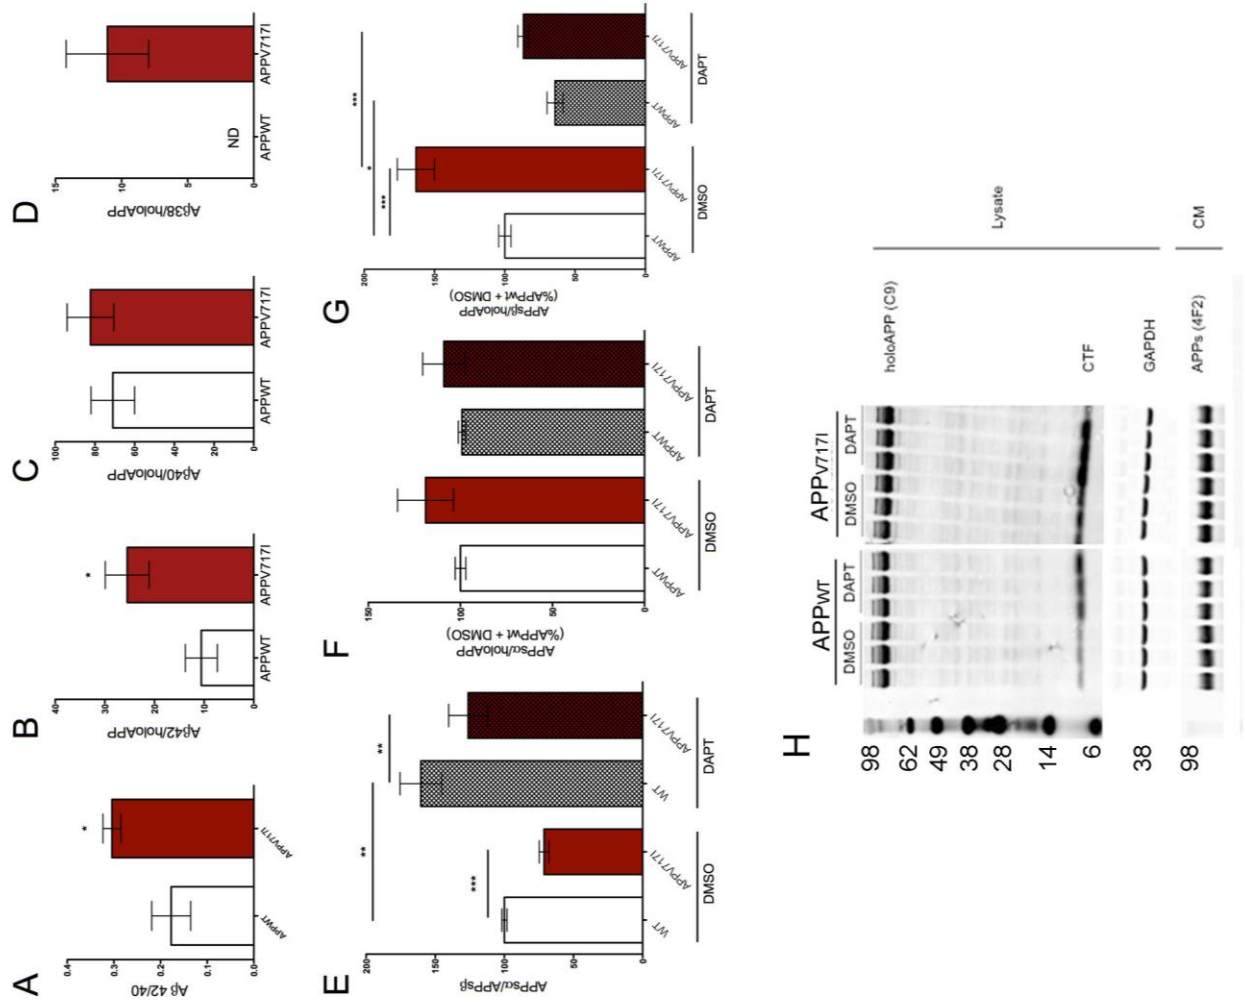 A
Aβ 42/40
0.4
0.3
0.2
0.1
0.0
*
APPWT
APPV717I
B
Aβ42/holoAPP
40
30
20
10
0
*
APPWT
APPV717I
C
Aβ40/holoAPP
100
80
60
40
20
0
APPWT
APPV717I
D
Aβ38/holoAPP
15
10
5
0
ND
APPWT
APPV717I
E
APPsα/APPsβ
200
150
100
50
0
**
***
**
WT
APPV717I
WT
APPV717I
DMSO
DAPT
F
APPsα/holoAPP
(%APPwt + DMSO)
150
100
50
0
APPWT
APPV717I
APPWT
APPV717I
DMSO
DAPT
G
APPsβ/holoAPP
(%APPwt + DMSO)
200
150
100
50
0
***
*
***
APPWT
APPV717I
APPWT
APPV717I
DMSO
DAPT
H
APPWT
APPV717I
DMSO
DAPT
DMSO
DAPT
98
62
49
38
28
14
6
38
98
holoAPP (C9)
CTF
GAPDH
APPs (4F2)
Lysate
CM